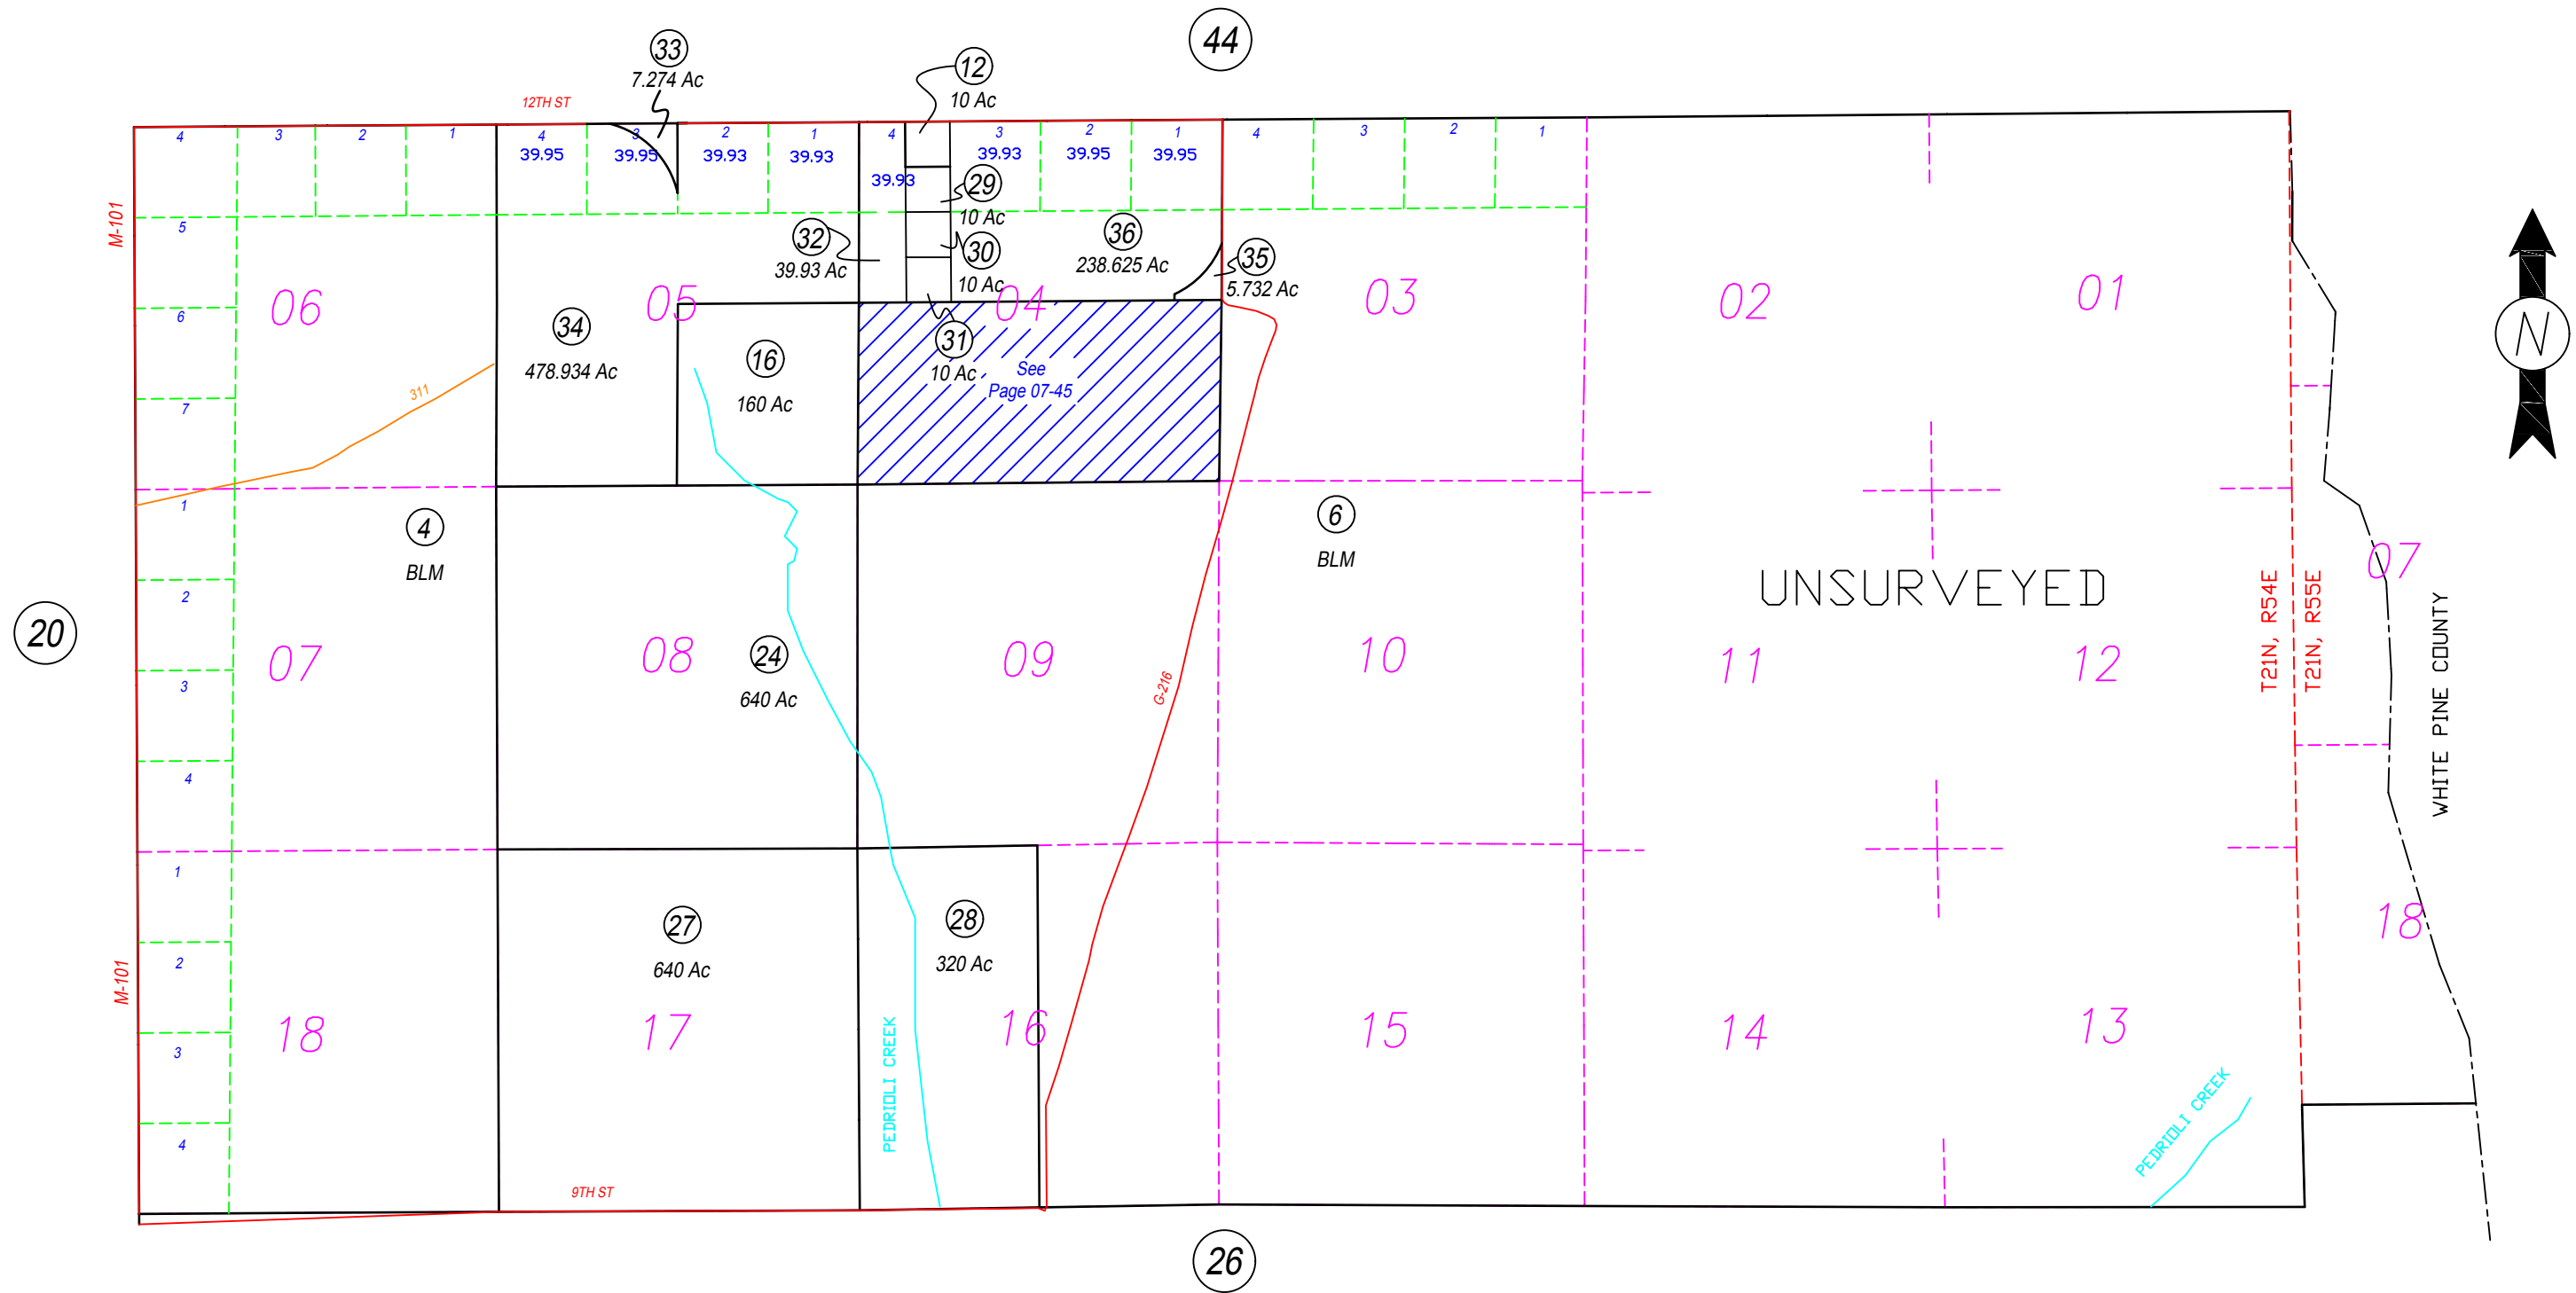 44
33
7.274 Ac
12
10 Ac
12TH ST
4 3 2 1 4 3 2 1 4 3 2 1 4 3 2 1
39.95 39.95 39.93 39.93 39.93 39.95 39.95
39.93
29
10 Ac
M-101
5
32
39.93 Ac
30
10 Ac
36
238.625 Ac
35
5.732 Ac
06 05 04 03 02 01
6
34
478.934 Ac
16
160 Ac
31
10 Ac
See
Page 07-45
N
311
7
1
4
BLM
6
BLM
UNSURVEYED
07
T21N, R54E
T21N, R55E
WHITE PINE COUNTY
20
2
07 08 09 10 11 12
24
640 Ac
3
G-216
4
1
27
640 Ac
28
320 Ac
18
M-101
2
18 17 16 15 14 13
3
PEDRIOLI CREEK
PEDRIOLI CREEK
4
9TH ST
26